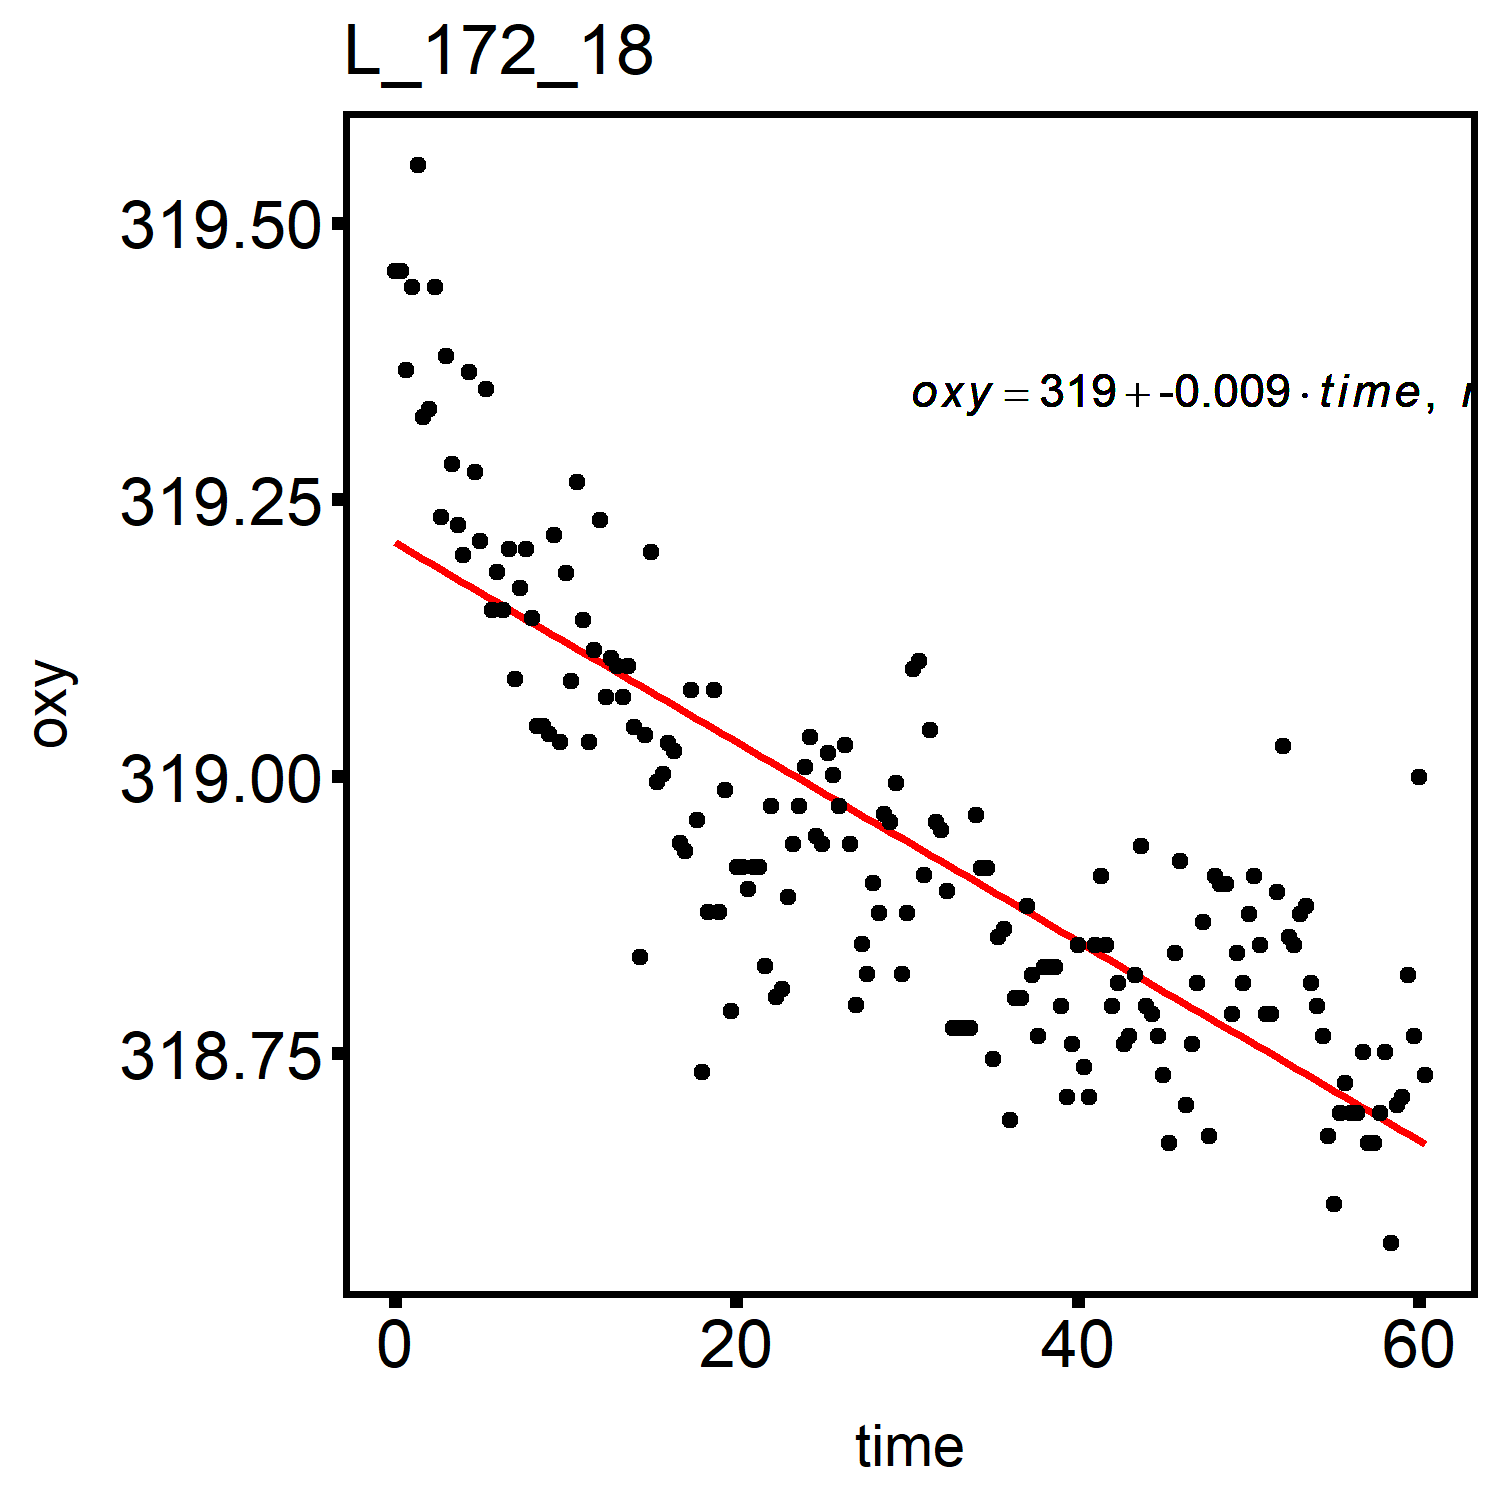 L_172_18
319.50
oxy = 319 + -0.009 · time,
319.25
oxy
319.00
318.75
0 20 40 60
time